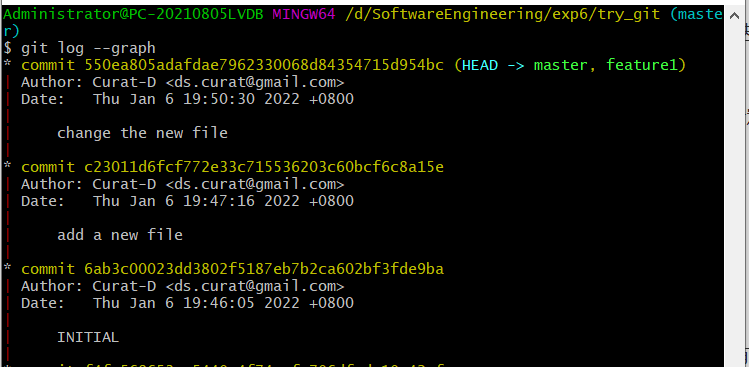 Administrator@PC-20210805LVDB MINGW64 /d/SoftwareEngineering/exp6/try_git (maste
r)
$ git log --graph
* commit 550ea805adafdae7962330068d84354715d954bc (HEAD -> master, feature1)
| Author: Curat-D <ds.curat@gmail.com>
| Date:   Thu Jan 6 19:50:30 2022 +0800
|
|     change the new file
|
* commit c23011d6fcf772e33c715536203c60bcf6c8a15e
| Author: Curat-D <ds.curat@gmail.com>
| Date:   Thu Jan 6 19:47:16 2022 +0800
|
|     add a new file
|
* commit 6ab3c00023dd3802f5187eb7b2ca602bf3fde9ba
| Author: Curat-D <ds.curat@gmail.com>
| Date:   Thu Jan 6 19:46:05 2022 +0800
|
|     INITIAL
|